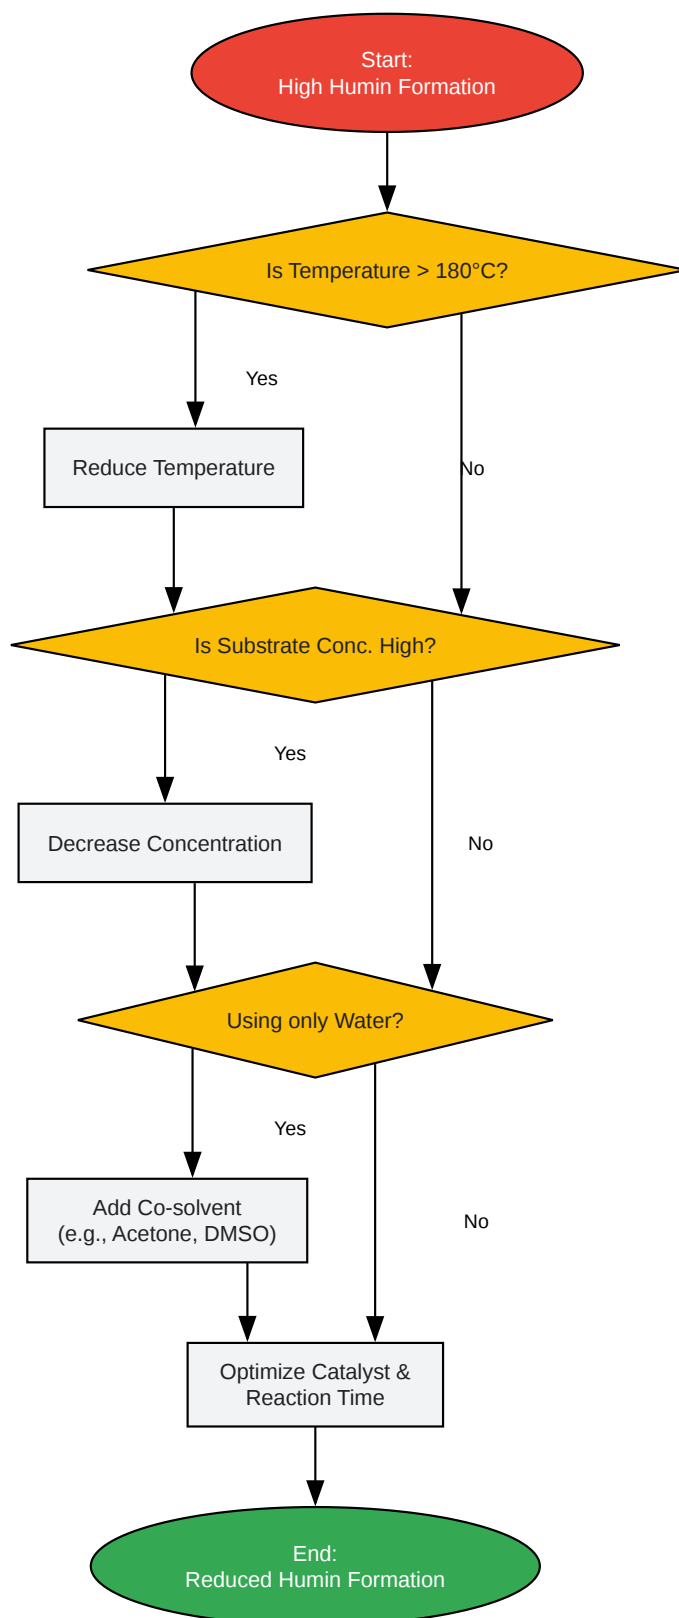 Start:
High Humin Formation
Is Temperature > 180°C?
Yes
Reduce Temperature
No
Is Substrate Conc. High?
Yes
Decrease Concentration
No
Using only Water?
Yes
Add Co-solvent
(e.g., Acetone, DMSO)
No
Optimize Catalyst &
Reaction Time
End:
Reduced Humin Formation